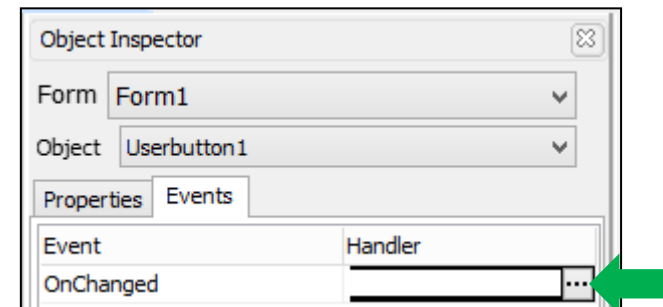 Object Inspector
Form Form1
Object Userbutton1
Properties Events
Event Handler
OnChanged ...